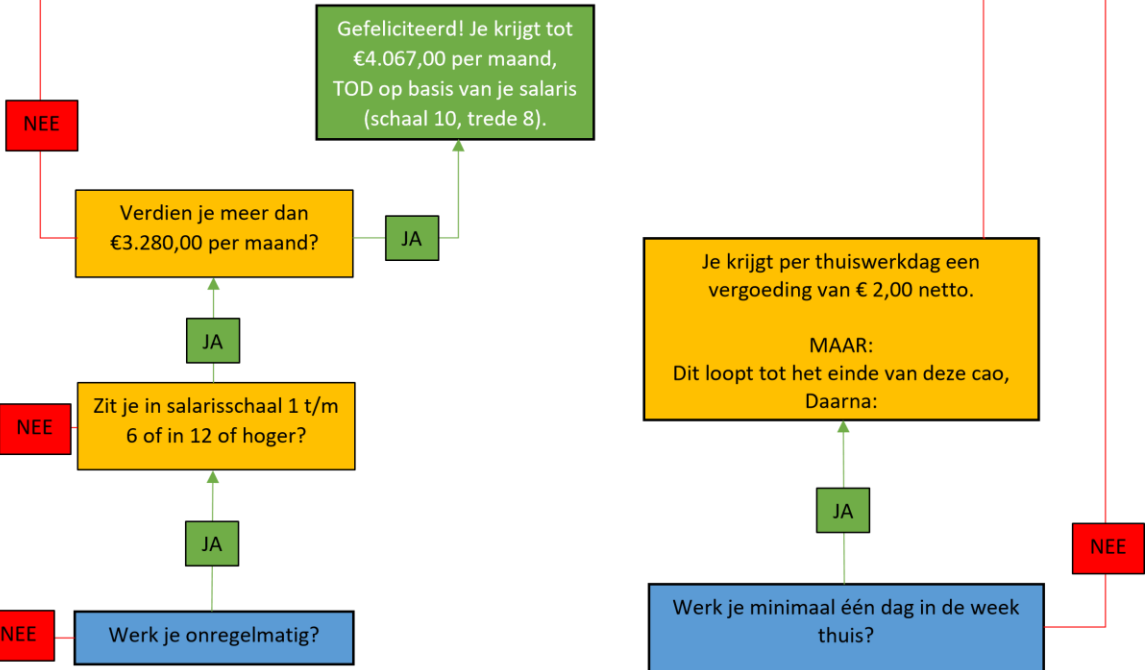 Gefeliciteerd! Je krijgt tot
€4.067,00 per maand,
TOD op basis van je salaris
(schaal 10, trede 8).
NEE
Verdien je meer dan
€3.280,00 per maand?
JA
JA
Zit je in salarisschaal 1 t/m
6 of in 12 of hoger?
NEE
JA
NEE
Werk je onregelmatig?
Je krijgt per thuiswerkdag een
vergoeding van € 2,00 netto.
MAAR:
Dit loopt tot het einde van deze cao,
Daarna:
JA
NEE
Werk je minimaal één dag in de week
thuis?